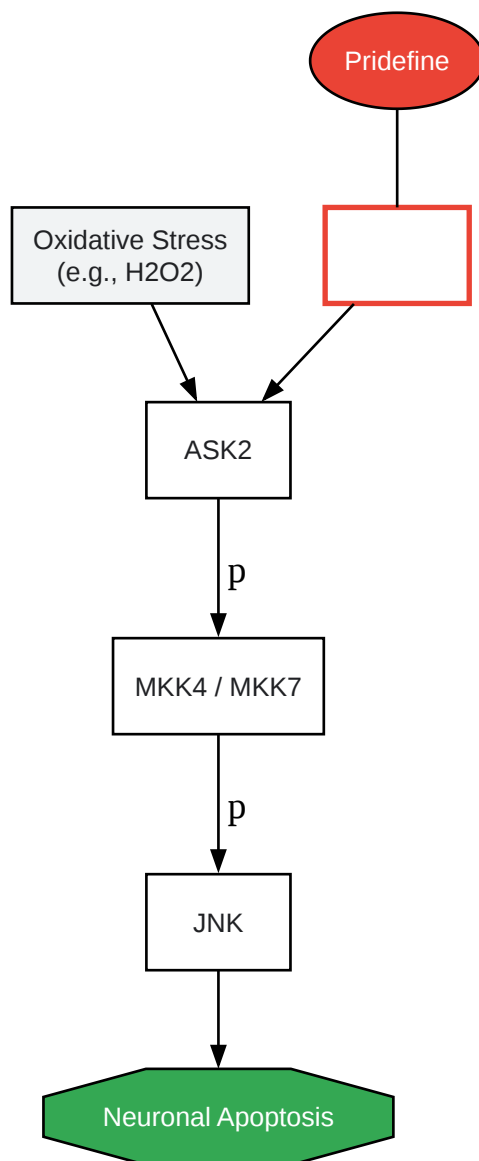 Pridefine
Oxidative Stress
(e.g., H2O2)
ASK2
p
MKK4 / MKK7
p
JNK
Neuronal Apoptosis